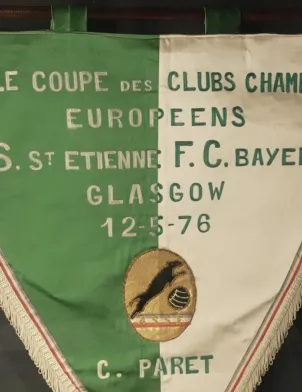 LE COUPE DES CLUBS CHAM
EUROPEENS
S. ST ETIENNE F.C. BAYE
GLASGOW
12-5-76
C. PARET